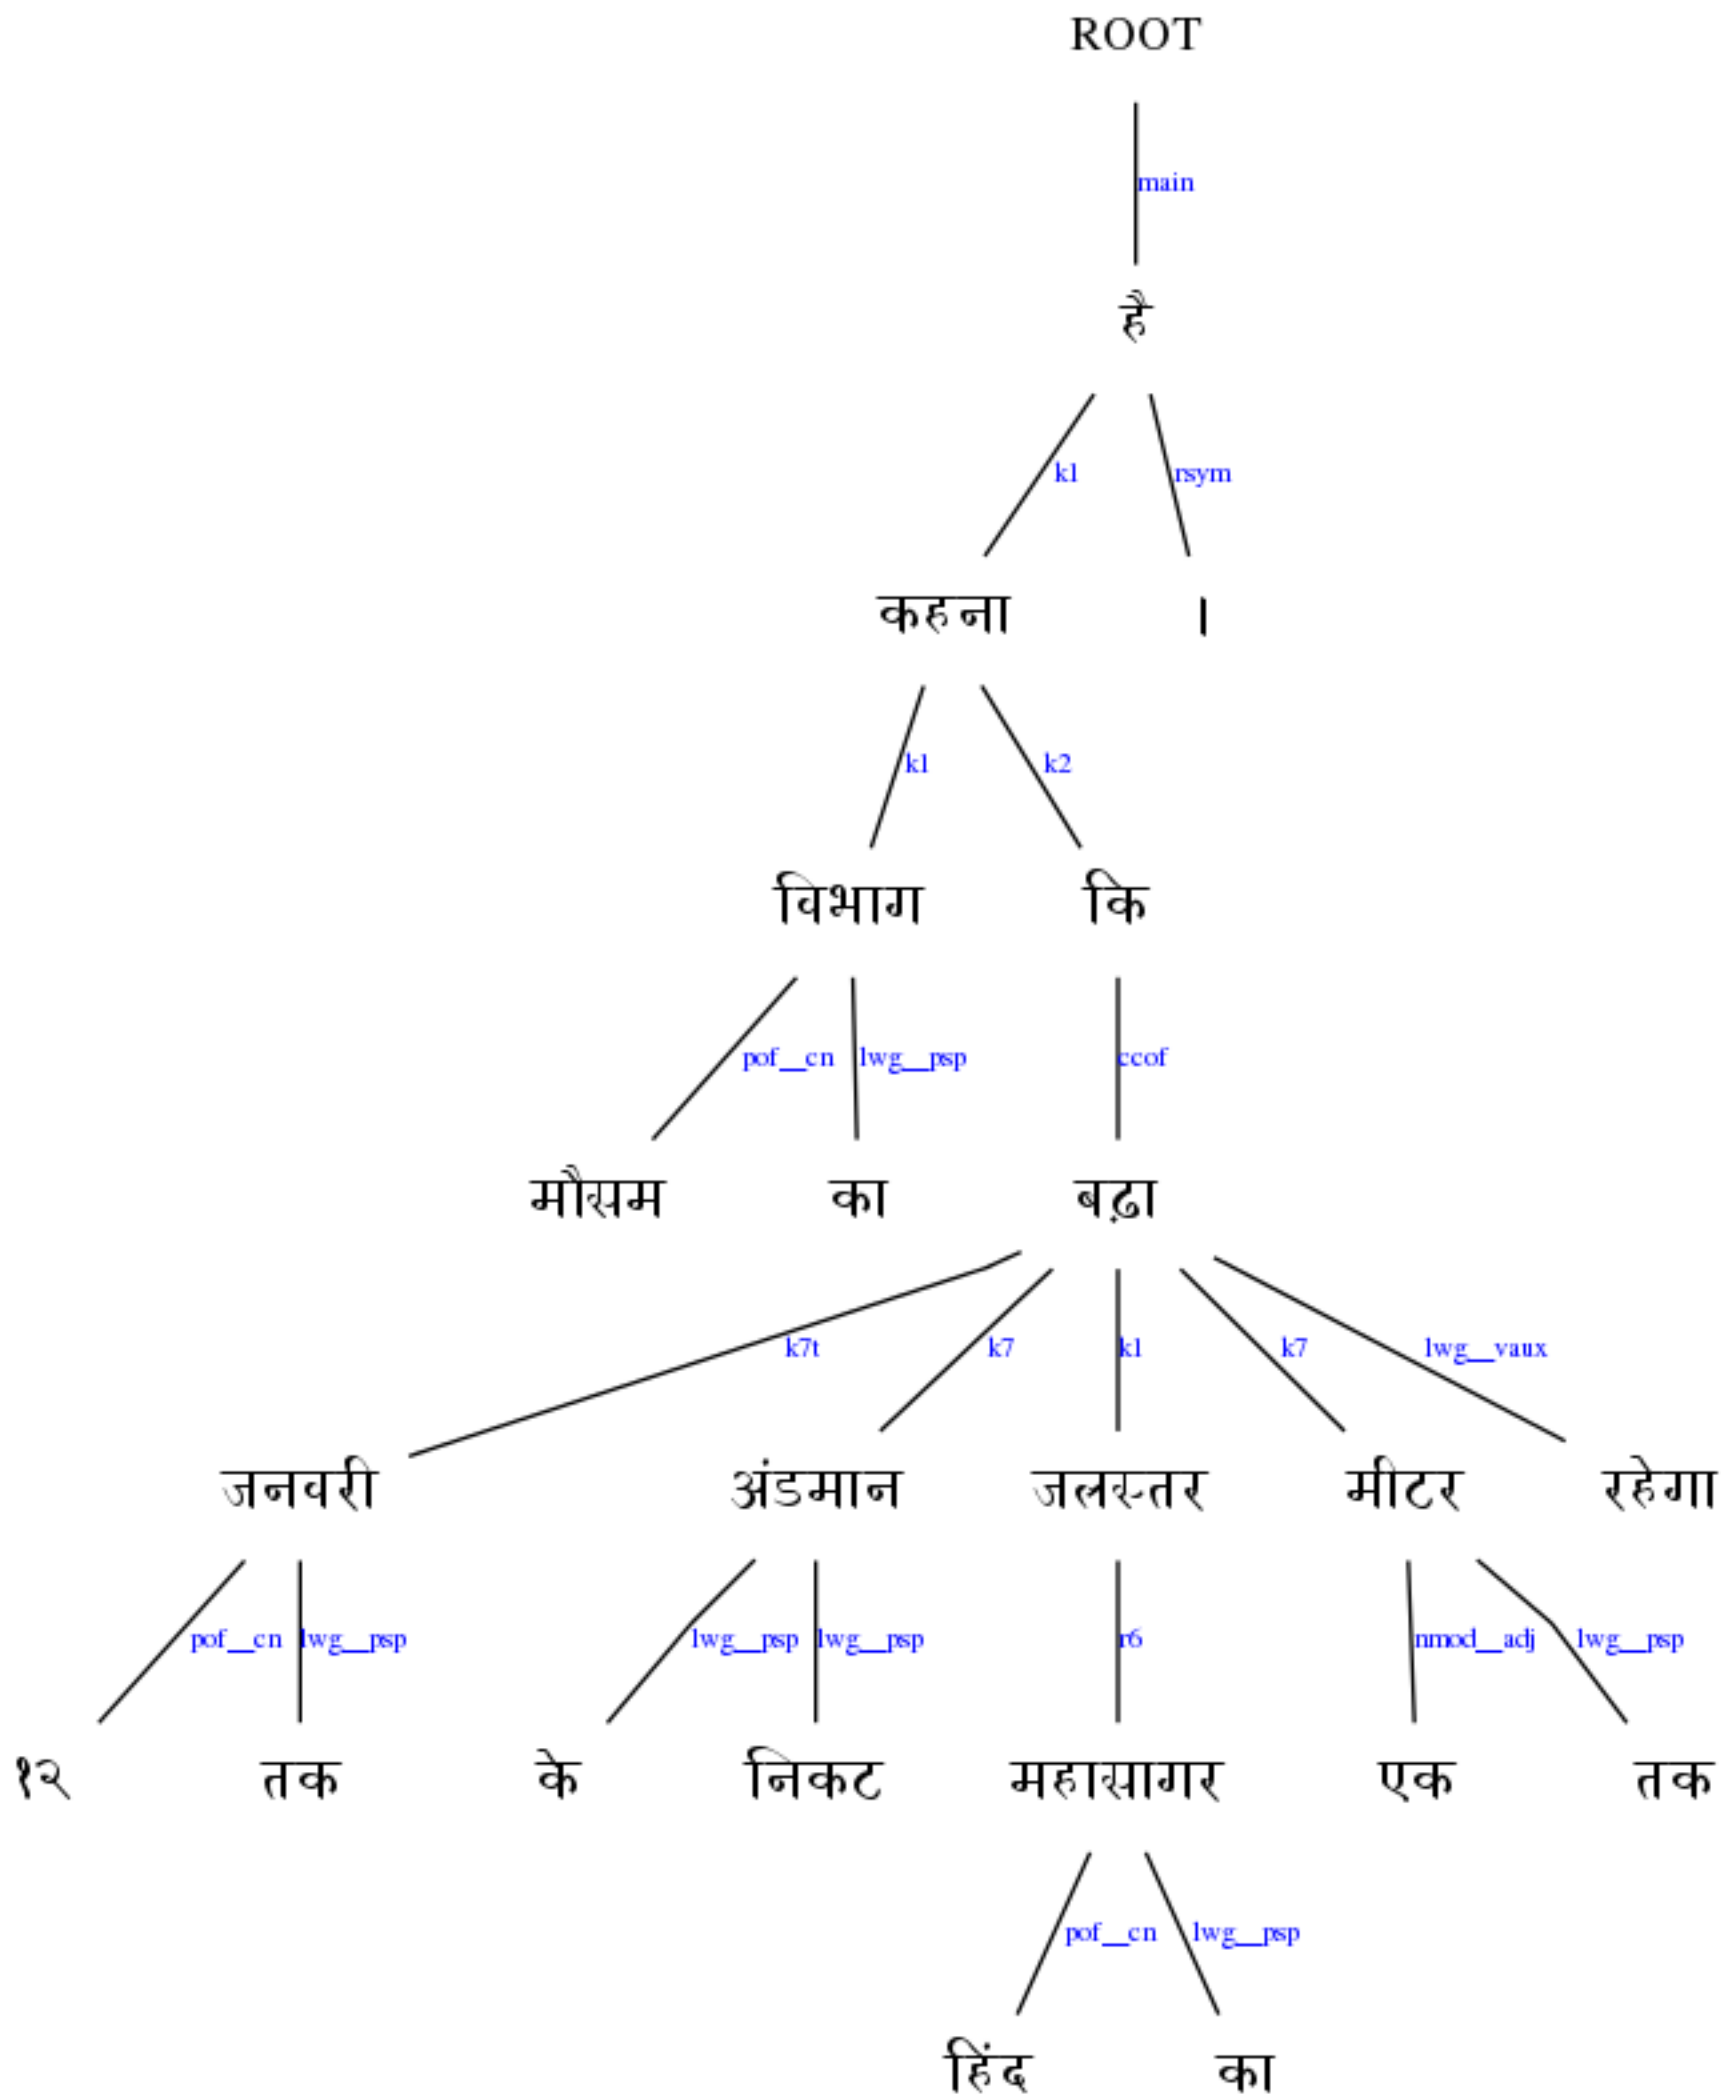 ROOT
main
है
k1 rsym
कहना ।
k1 k2
विभाग कि
pof__cn lwg__psp ccof
मौसम का बढ़ा
k7t k7 k1 k7 lwg__vaux
जनवरी अंडमान जलस्तर मीटर रहेगा
pof__cn lwg__psp lwg__psp lwg__psp r6 nmod__adj lwg__psp
१२ तक के निकट महासागर एक तक
pof__cn lwg__psp
हिंद का